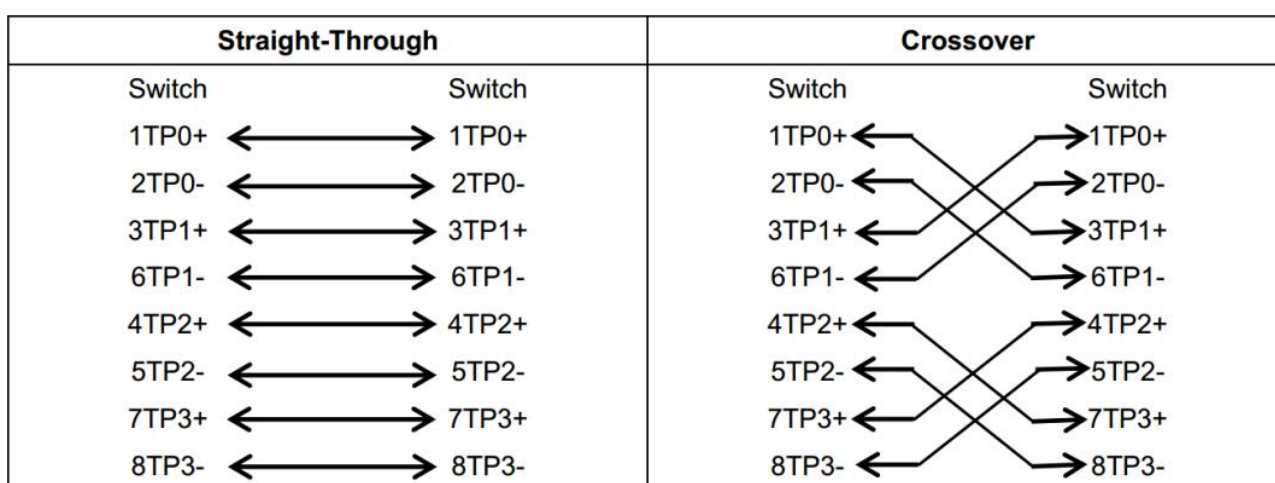 Straight-Through Crossover
Switch Switch Switch Switch
1TP0+ 1TP0+ 1TP0+ 1TP0+
2TP0- 2TP0- 2TP0- 2TP0-
3TP1+ 3TP1+ 3TP1+ 3TP1+
6TP1- 6TP1- 6TP1- 6TP1-
4TP2+ 4TP2+ 4TP2+ 4TP2+
5TP2- 5TP2- 5TP2- 5TP2-
7TP3+ 7TP3+ 7TP3+ 7TP3+
8TP3- 8TP3- 8TP3- 8TP3-